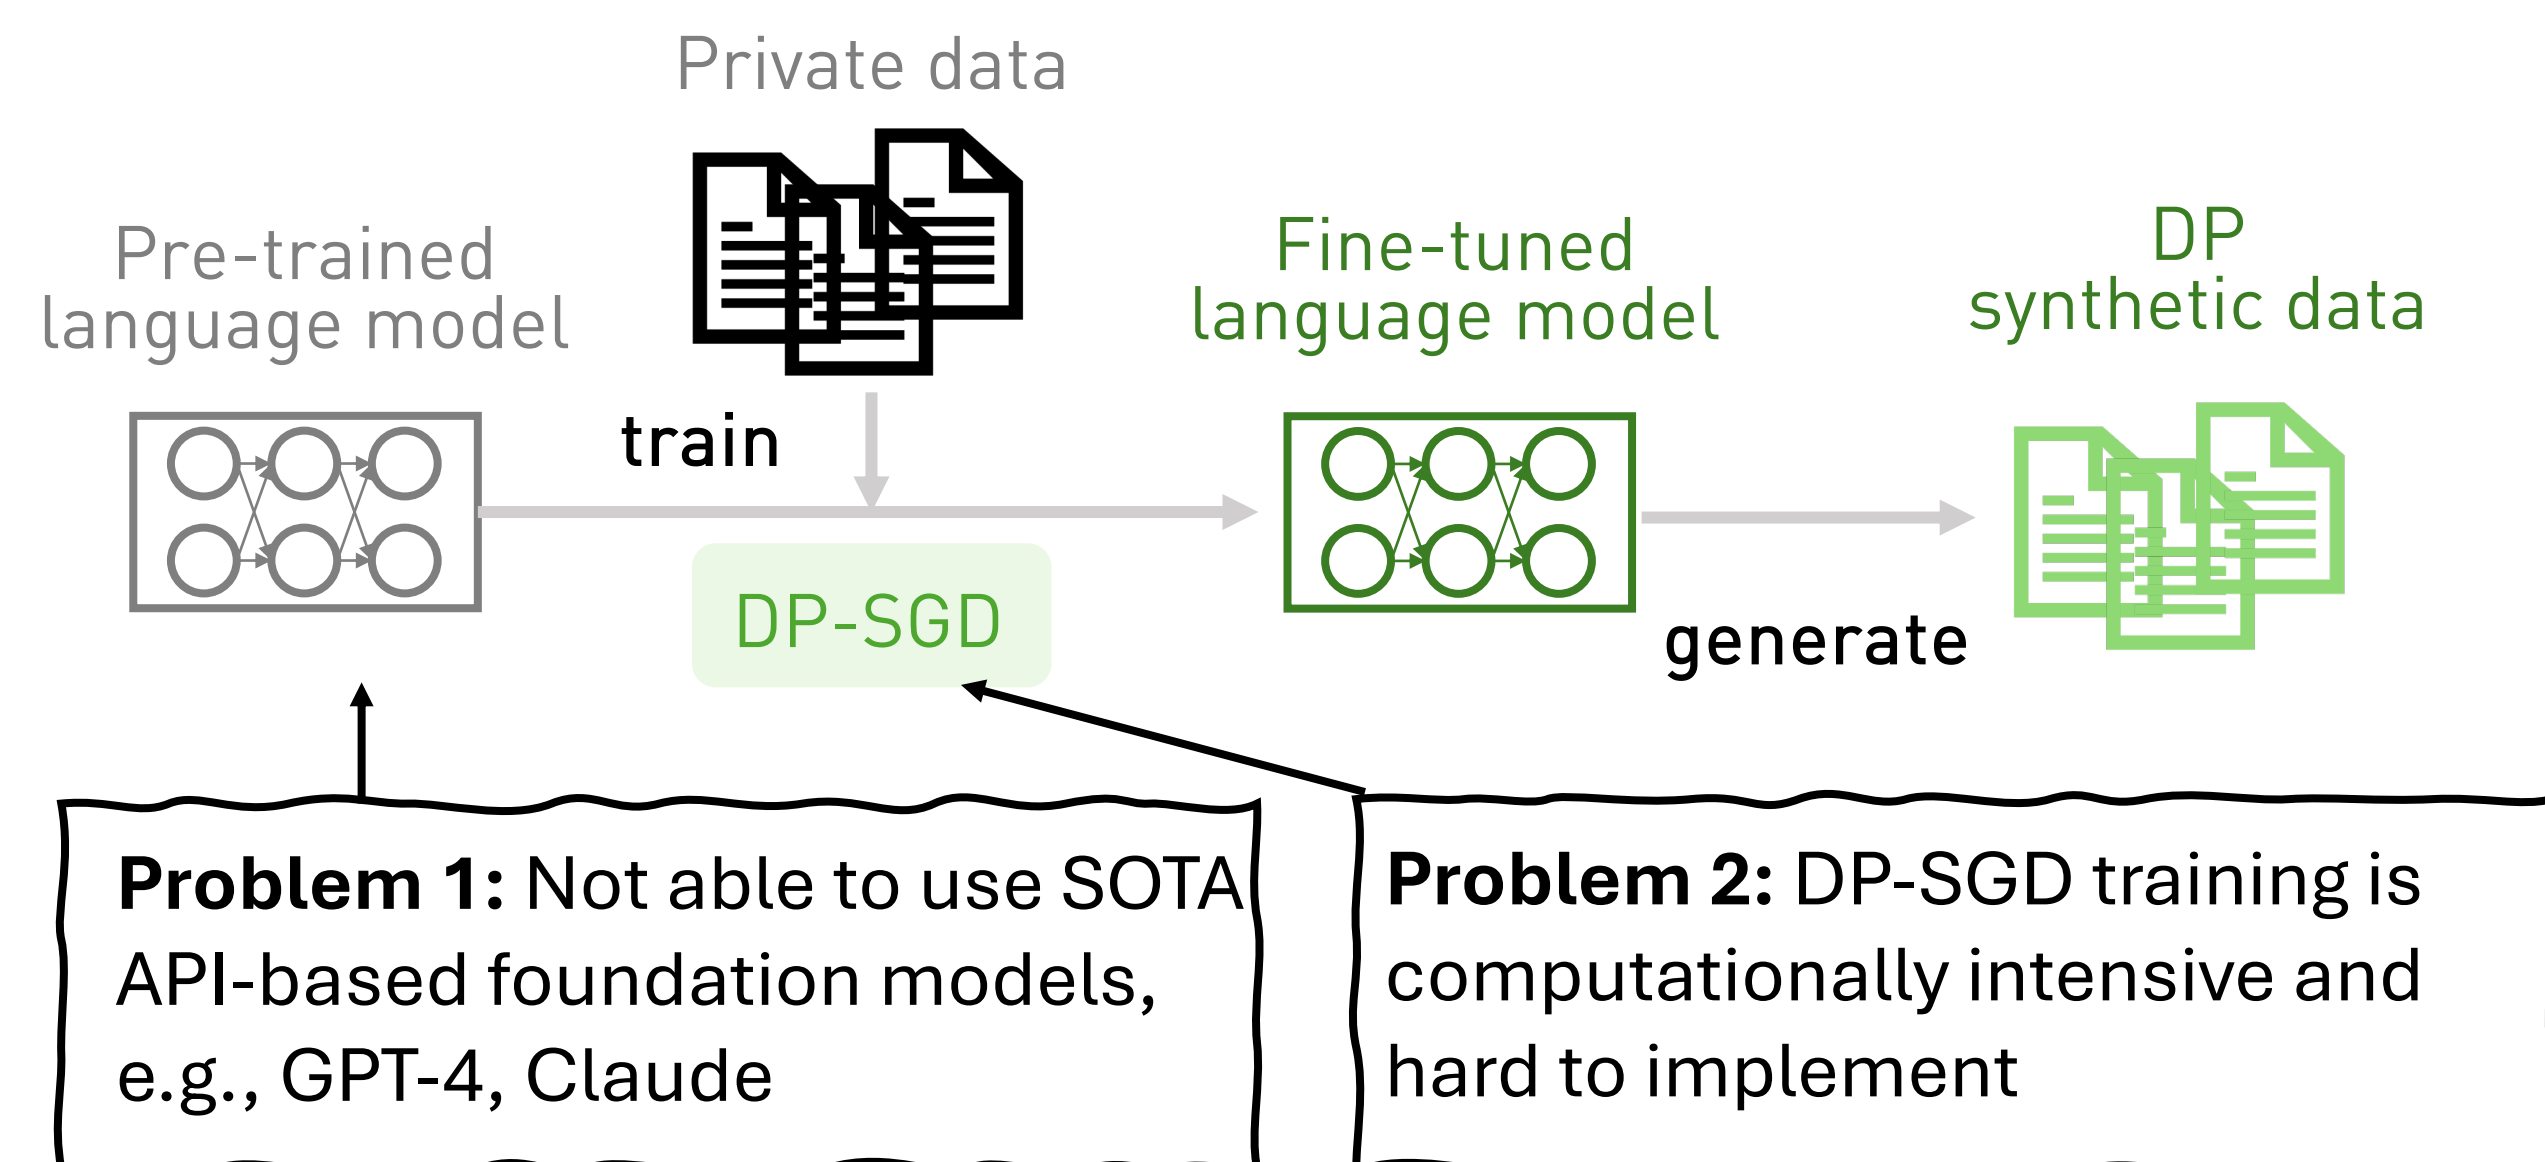 Private data
Pre-trained
language model
Fine-tuned
language model
DP
synthetic data
train
DP-SGD
generate
Problem 1: Not able to use SOTA
API-based foundation models,
e.g., GPT-4, Claude
Problem 2: DP-SGD training is
computationally intensive and
hard to implement